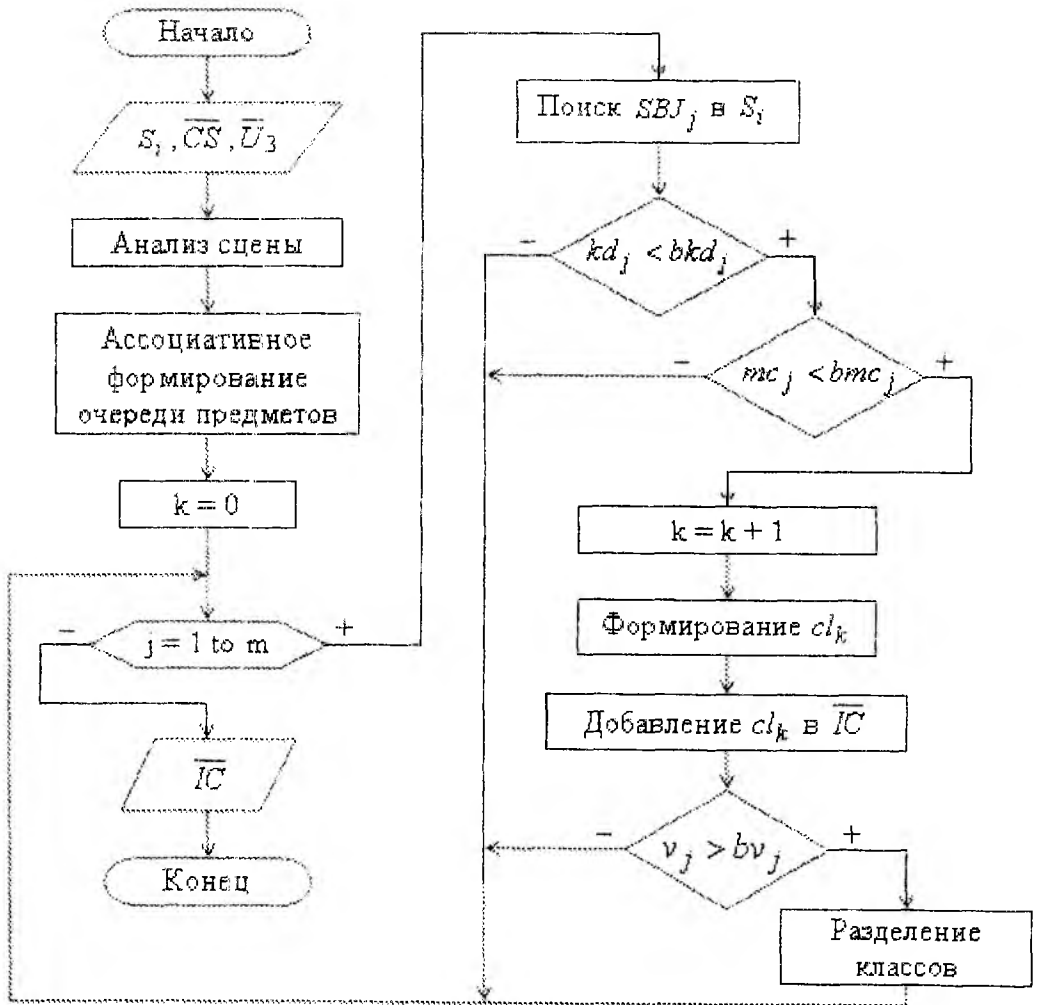 Начало
S_i, \overline{CS}, \overline{U}_3
Анализ сцены
Ассоциативное
формирование
очереди предметов
k = 0
− j = 1 to m +
\overline{IC}
Конец
Поиск SBJ_j в S_i
− kd_j < bkd_j +
− mc_j < bmc_j +
k = k + 1
Формирование cl_k
Добавление cl_k в \overline{IC}
− v_j > bv_j +
Разделение
классов